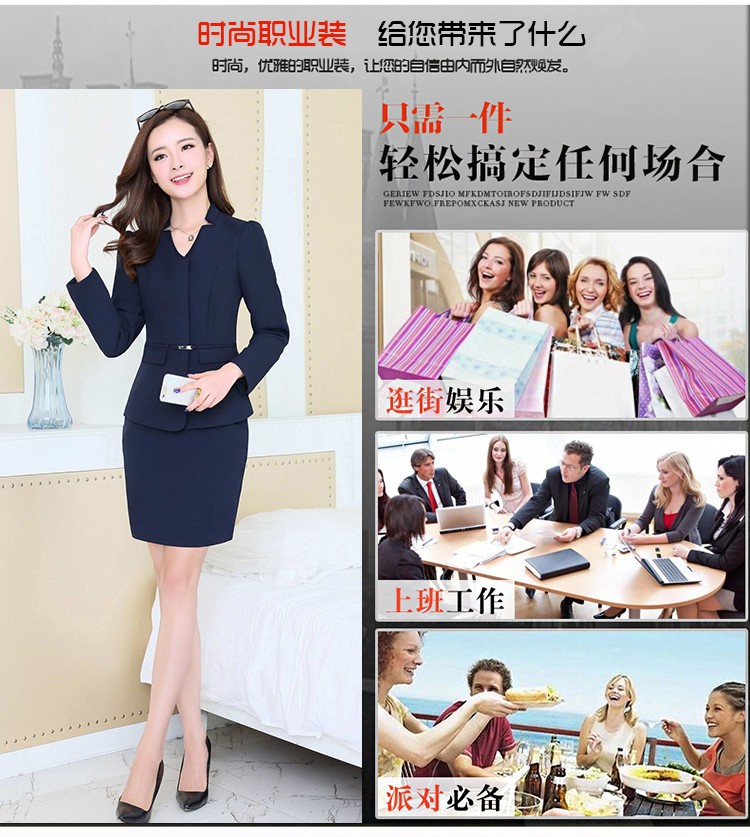 时尚职业装 给您带来了什么
时尚，优雅的职业装，让您的自信由内而外自然焕发。
只需一件
轻松搞定任何场合
GERIEW FDSJIO MFKDMTOIROFSDJIFIJDSIFJW FW SDF
FEWKFWO.FREPOMXCKASJ NEW PRODUCT
逛街娱乐
上班工作
派对必备